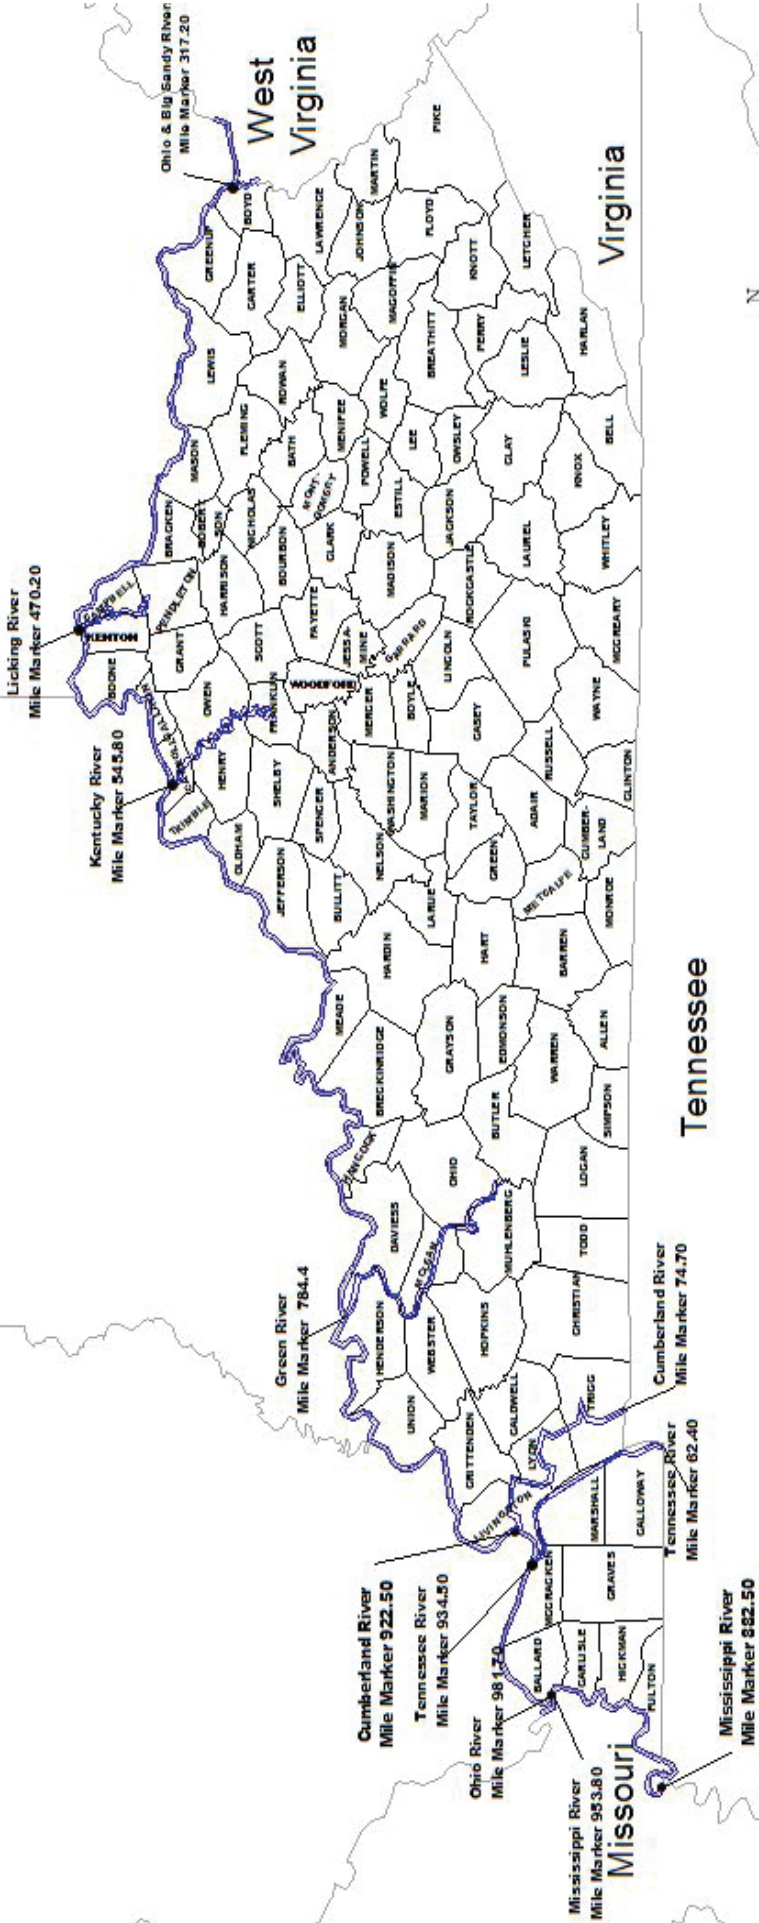 Ohio & Big Sandy River
Mile Marker 317.20
West
Virginia
Licking River
Mile Marker 470.20
Kentucky River
Mile Marker 545.80
Green River
Mile Marker 784.4
Cumberland River
Mile Marker 922.50
Tennessee River
Mile Marker 934.50
Ohio River
Mile Marker 981.70
Mississippi River
Mile Marker 953.80
Missouri
Mississippi River
Mile Marker 882.50
Tennessee River
Mile Marker 62.40
Cumberland River
Mile Marker 74.70
Tennessee
Virginia
N
BOYD
GREENUP
CARTER
LAWRENCE
ELLIOTT
JOHNSON
MARTIN
PIKE
FLOYD
MAGOFFIN
MORGAN
KNOTT
LETCHER
LEWIS
ROWAN
WOLFE
BREATHITT
PERRY
LESLIE
HARLAN
MASON
FLEMING
BATH
MENIFEE
POWELL
LEE
OWSLEY
CLAY
BELL
KNOX
BRACKEN
ROBERT
SON
NICHOLAS
MONT-
GOMERY
CLARK
ESTILL
JACKSON
LAUREL
WHITLEY
CAMPBELL
PENDLETON
HARRISON
BOURBON
FAYETTE
MADISON
ROCKCASTLE
PULASKI
MCCREARY
KENTON
BOONE
GRANT
SCOTT
WOODFORD
JESSA-
MINE
GARRARD
LINCOLN
WAYNE
OWEN
FRANKLIN
ANDERSON
MERCER
BOYLE
CASEY
RUSSELL
CLINTON
TRIMBLE
HENRY
SHELBY
SPENCER
WASHINGTON
MARION
TAYLOR
ADAIR
CUMBER-
LAND
OLDHAM
JEFFERSON
BULLITT
NELSON
LARUE
GREEN
METCALFE
MONROE
HARDIN
HART
BARREN
MEADE
BRECKINRIDGE
GRAYSON
EDMONSON
WARREN
ALLEN
SIMPSON
HANCOCK
OHIO
BUTLER
LOGAN
DAVIESS
MCLEAN
MUHLENBERG
TODD
HENDERSON
WEBSTER
HOPKINS
CHRISTIAN
UNION
CRITTENDEN
CALDWELL
LYON
TRIGG
LIVINGSTON
MARSHALL
CALLOWAY
MCCRACKEN
GRAVES
BALLARD
CARLISLE
HICKMAN
FULTON